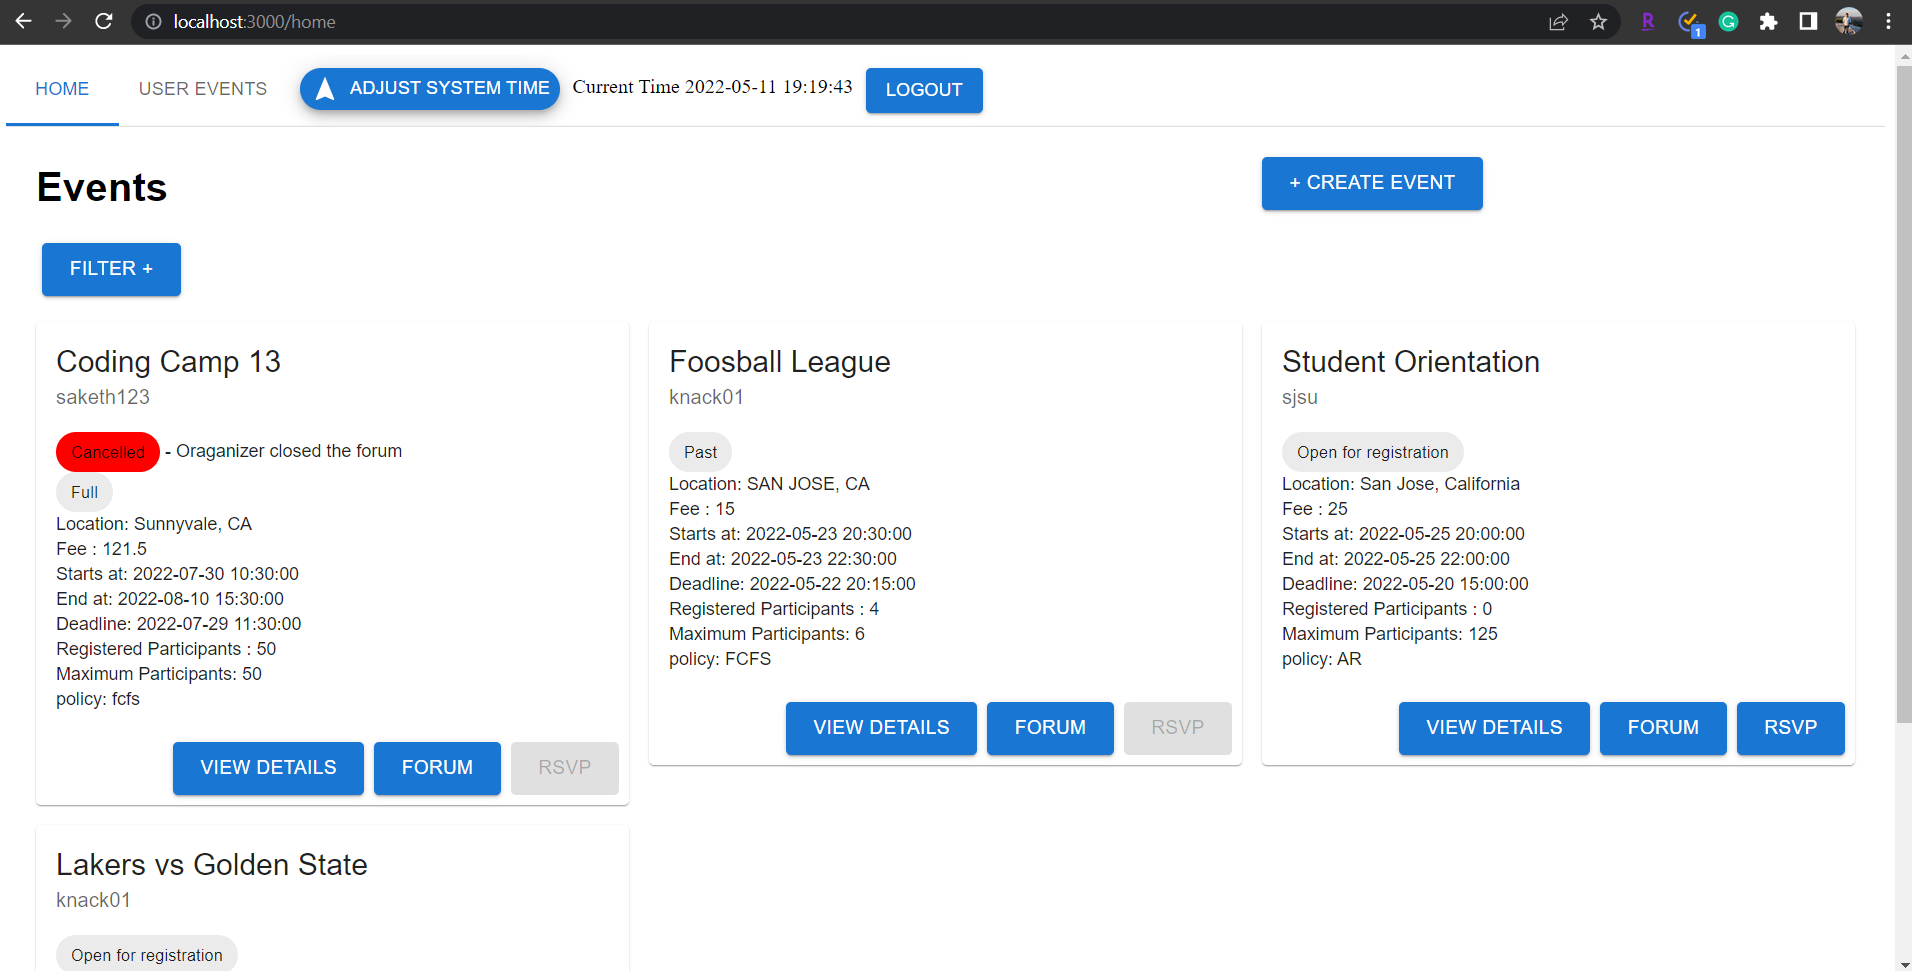 localhost:3000/home
R
1
G
HOME
USER EVENTS
ADJUST SYSTEM TIME
Current Time 2022-05-11 19:19:43
LOGOUT
Events
+ CREATE EVENT
FILTER +
Coding Camp 13
saketh123
Cancelled - Oraganizer closed the forum
Full
Location: Sunnyvale, CA
Fee : 121.5
Starts at: 2022-07-30 10:30:00
End at: 2022-08-10 15:30:00
Deadline: 2022-07-29 11:30:00
Registered Participants : 50
Maximum Participants: 50
policy: fcfs
VIEW DETAILS
FORUM
RSVP
Foosball League
knack01
Past
Location: SAN JOSE, CA
Fee : 15
Starts at: 2022-05-23 20:30:00
End at: 2022-05-23 22:30:00
Deadline: 2022-05-22 20:15:00
Registered Participants : 4
Maximum Participants: 6
policy: FCFS
VIEW DETAILS
FORUM
RSVP
Student Orientation
sjsu
Open for registration
Location: San Jose, California
Fee : 25
Starts at: 2022-05-25 20:00:00
End at: 2022-05-25 22:00:00
Deadline: 2022-05-20 15:00:00
Registered Participants : 0
Maximum Participants: 125
policy: AR
VIEW DETAILS
FORUM
RSVP
Lakers vs Golden State
knack01
Open for registration